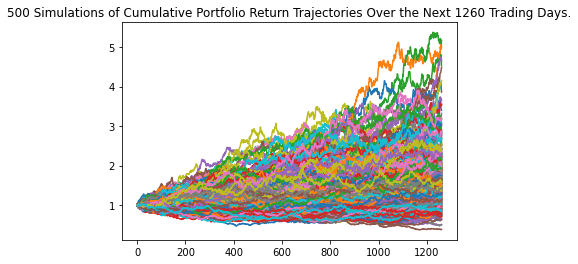 500 Simulations of Cumulative Portfolio Return Trajectories Over the Next 1260 Trading Days.
5
4
3
2
1
0 200 400 600 800 1000 1200